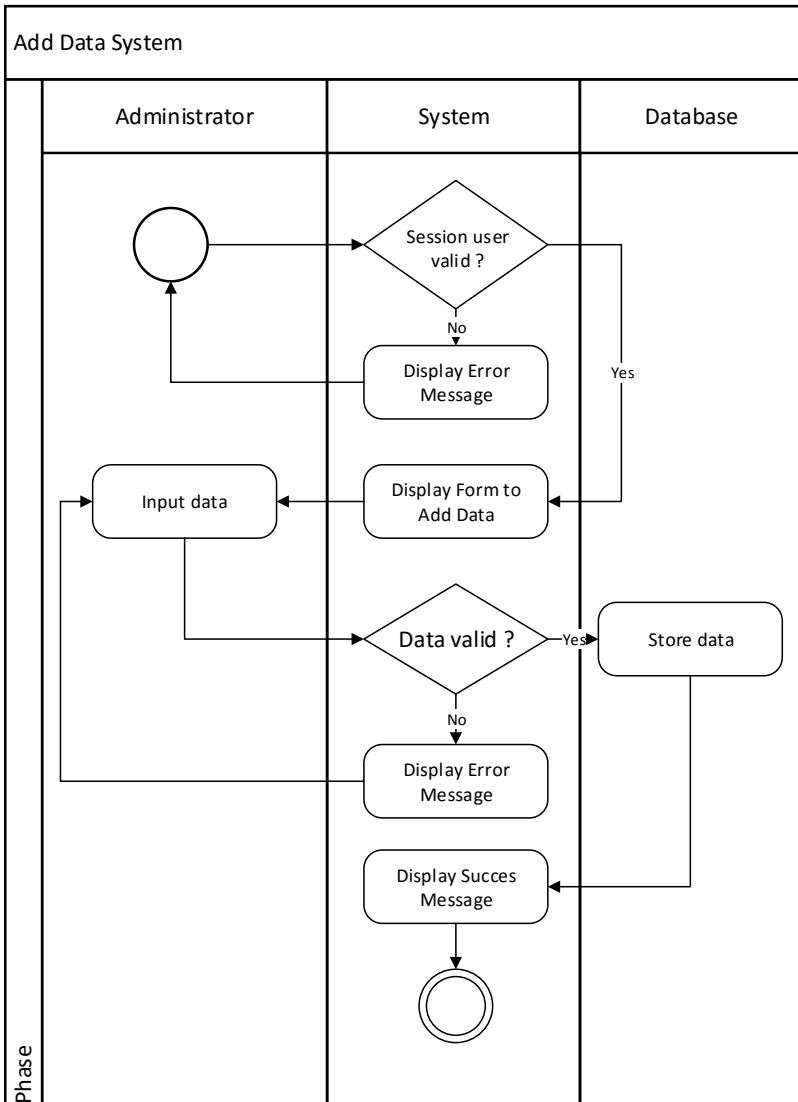 Add Data System
Administrator
System
Database
Session user
valid ?
No
Display Error
Message
Yes
Input data
Display Form to
Add Data
Data valid ?
Yes
Store data
No
Display Error
Message
Display Succes
Message
Phase